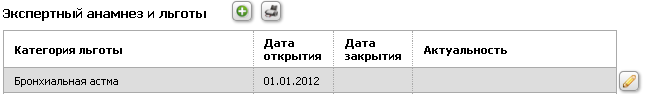 Экспертный анамнез и льготы
Категория льготы Дата открытия Дата закрытия Актуальность
Бронхиальная астма 01.01.2012